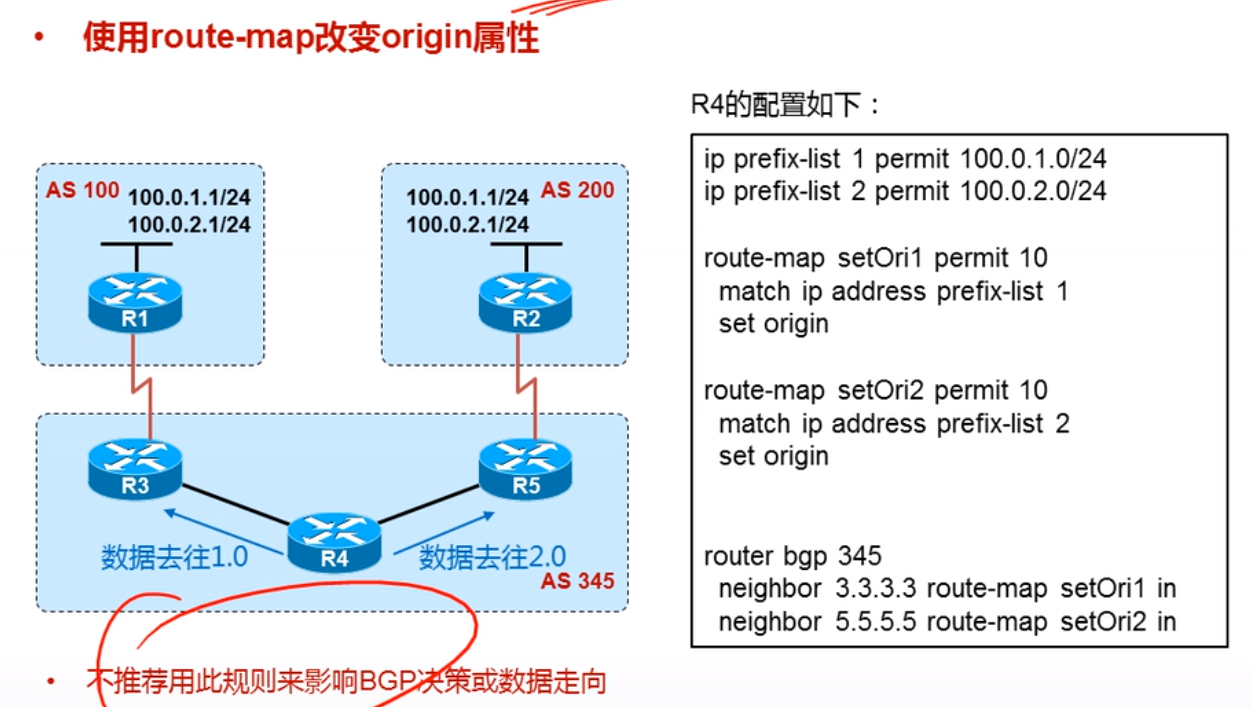 • 使用route-map改变origin属性
R4的配置如下：
ip prefix-list 1 permit 100.0.1.0/24
ip prefix-list 2 permit 100.0.2.0/24
route-map setOri1 permit 10
match ip address prefix-list 1
set origin
route-map setOri2 permit 10
match ip address prefix-list 2
set origin
router bgp 345
neighbor 3.3.3.3 route-map setOri1 in
neighbor 5.5.5.5 route-map setOri2 in
AS 100
100.0.1.1/24
100.0.2.1/24
R1
100.0.1.1/24
100.0.2.1/24
AS 200
R2
R3
R5
R4
数据去往1.0
数据去往2.0
AS 345
• 不推荐用此规则来影响BGP决策或数据走向